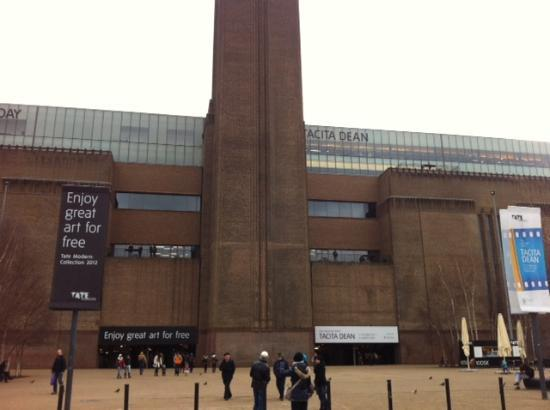 DAY
TACITA DEAN
Enjoy
great
art for
free
Tate Modern
Collection 2012
TATE
Enjoy great art for free
TACITA DEAN
TATE
TACITA
DEAN
KIOSK